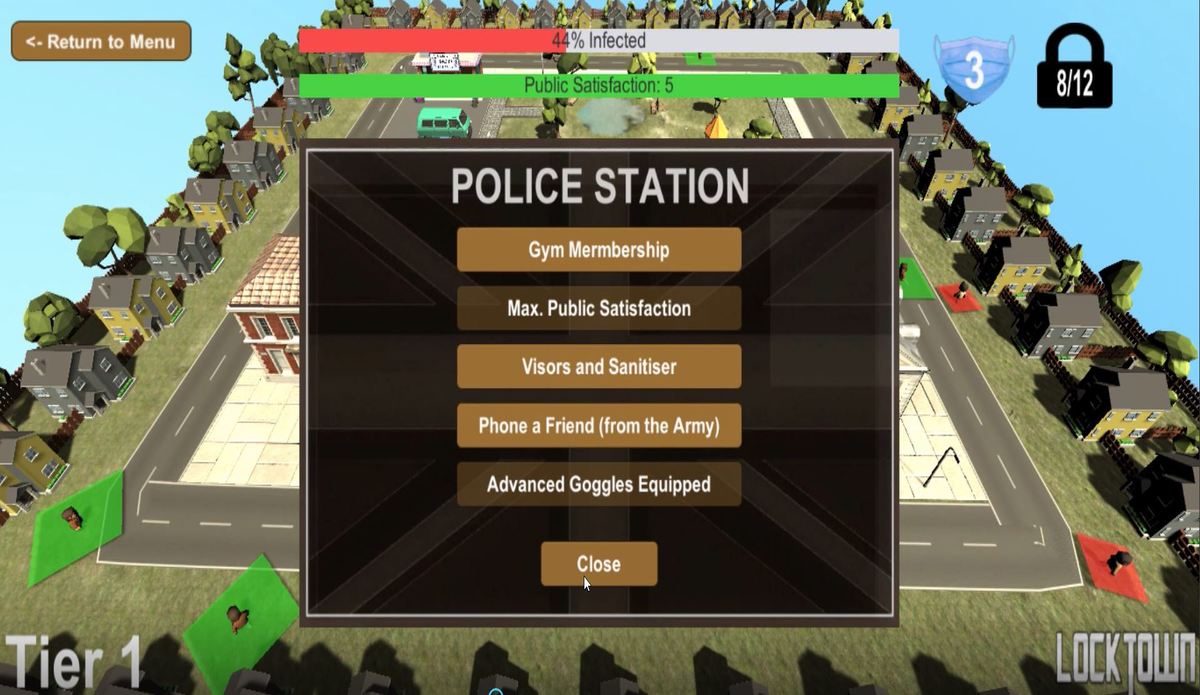 <- Return to Menu
44% Infected
Public Satisfaction: 5
3
8/12
POLICE STATION
Gym Mermbership
Max. Public Satisfaction
Visors and Sanitiser
Phone a Friend (from the Army)
Advanced Goggles Equipped
Close
Tier 1
LOCKTOWN